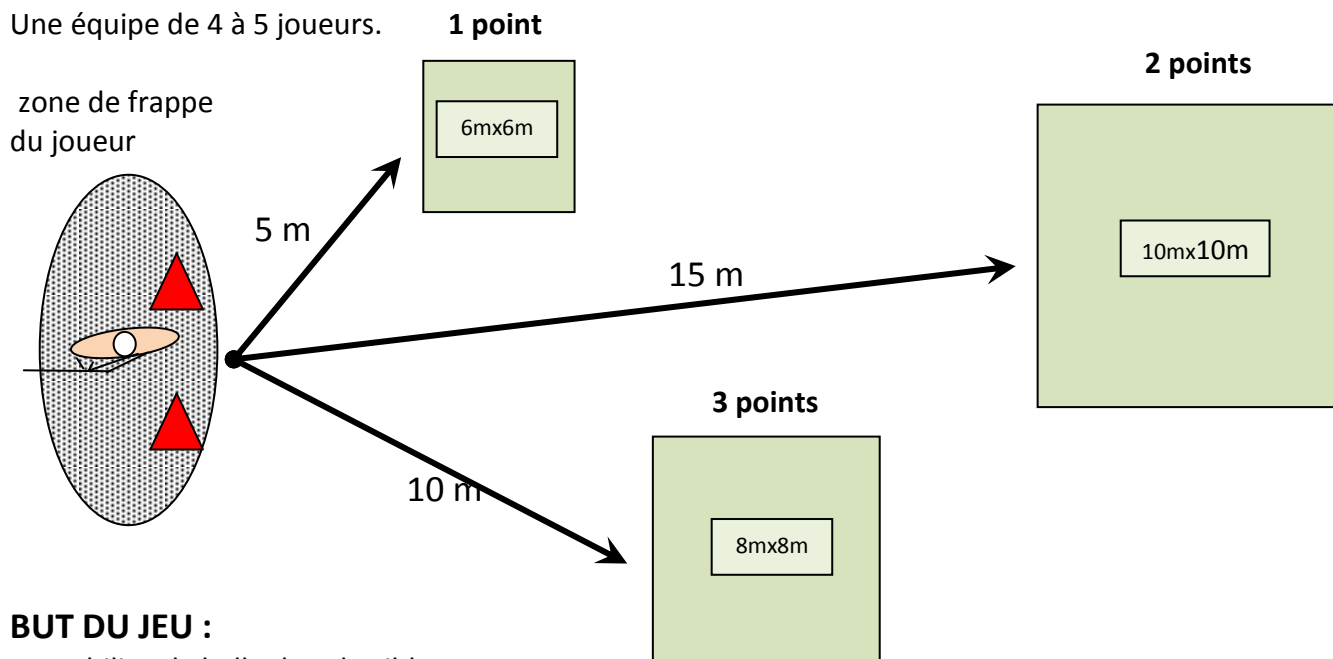 Une équipe de 4 à 5 joueurs.
1 point
2 points
zone de frappe
du joueur
6mx6m
5 m
10mx10m
15 m
3 points
10 m
8mx8m
BUT DU JEU :